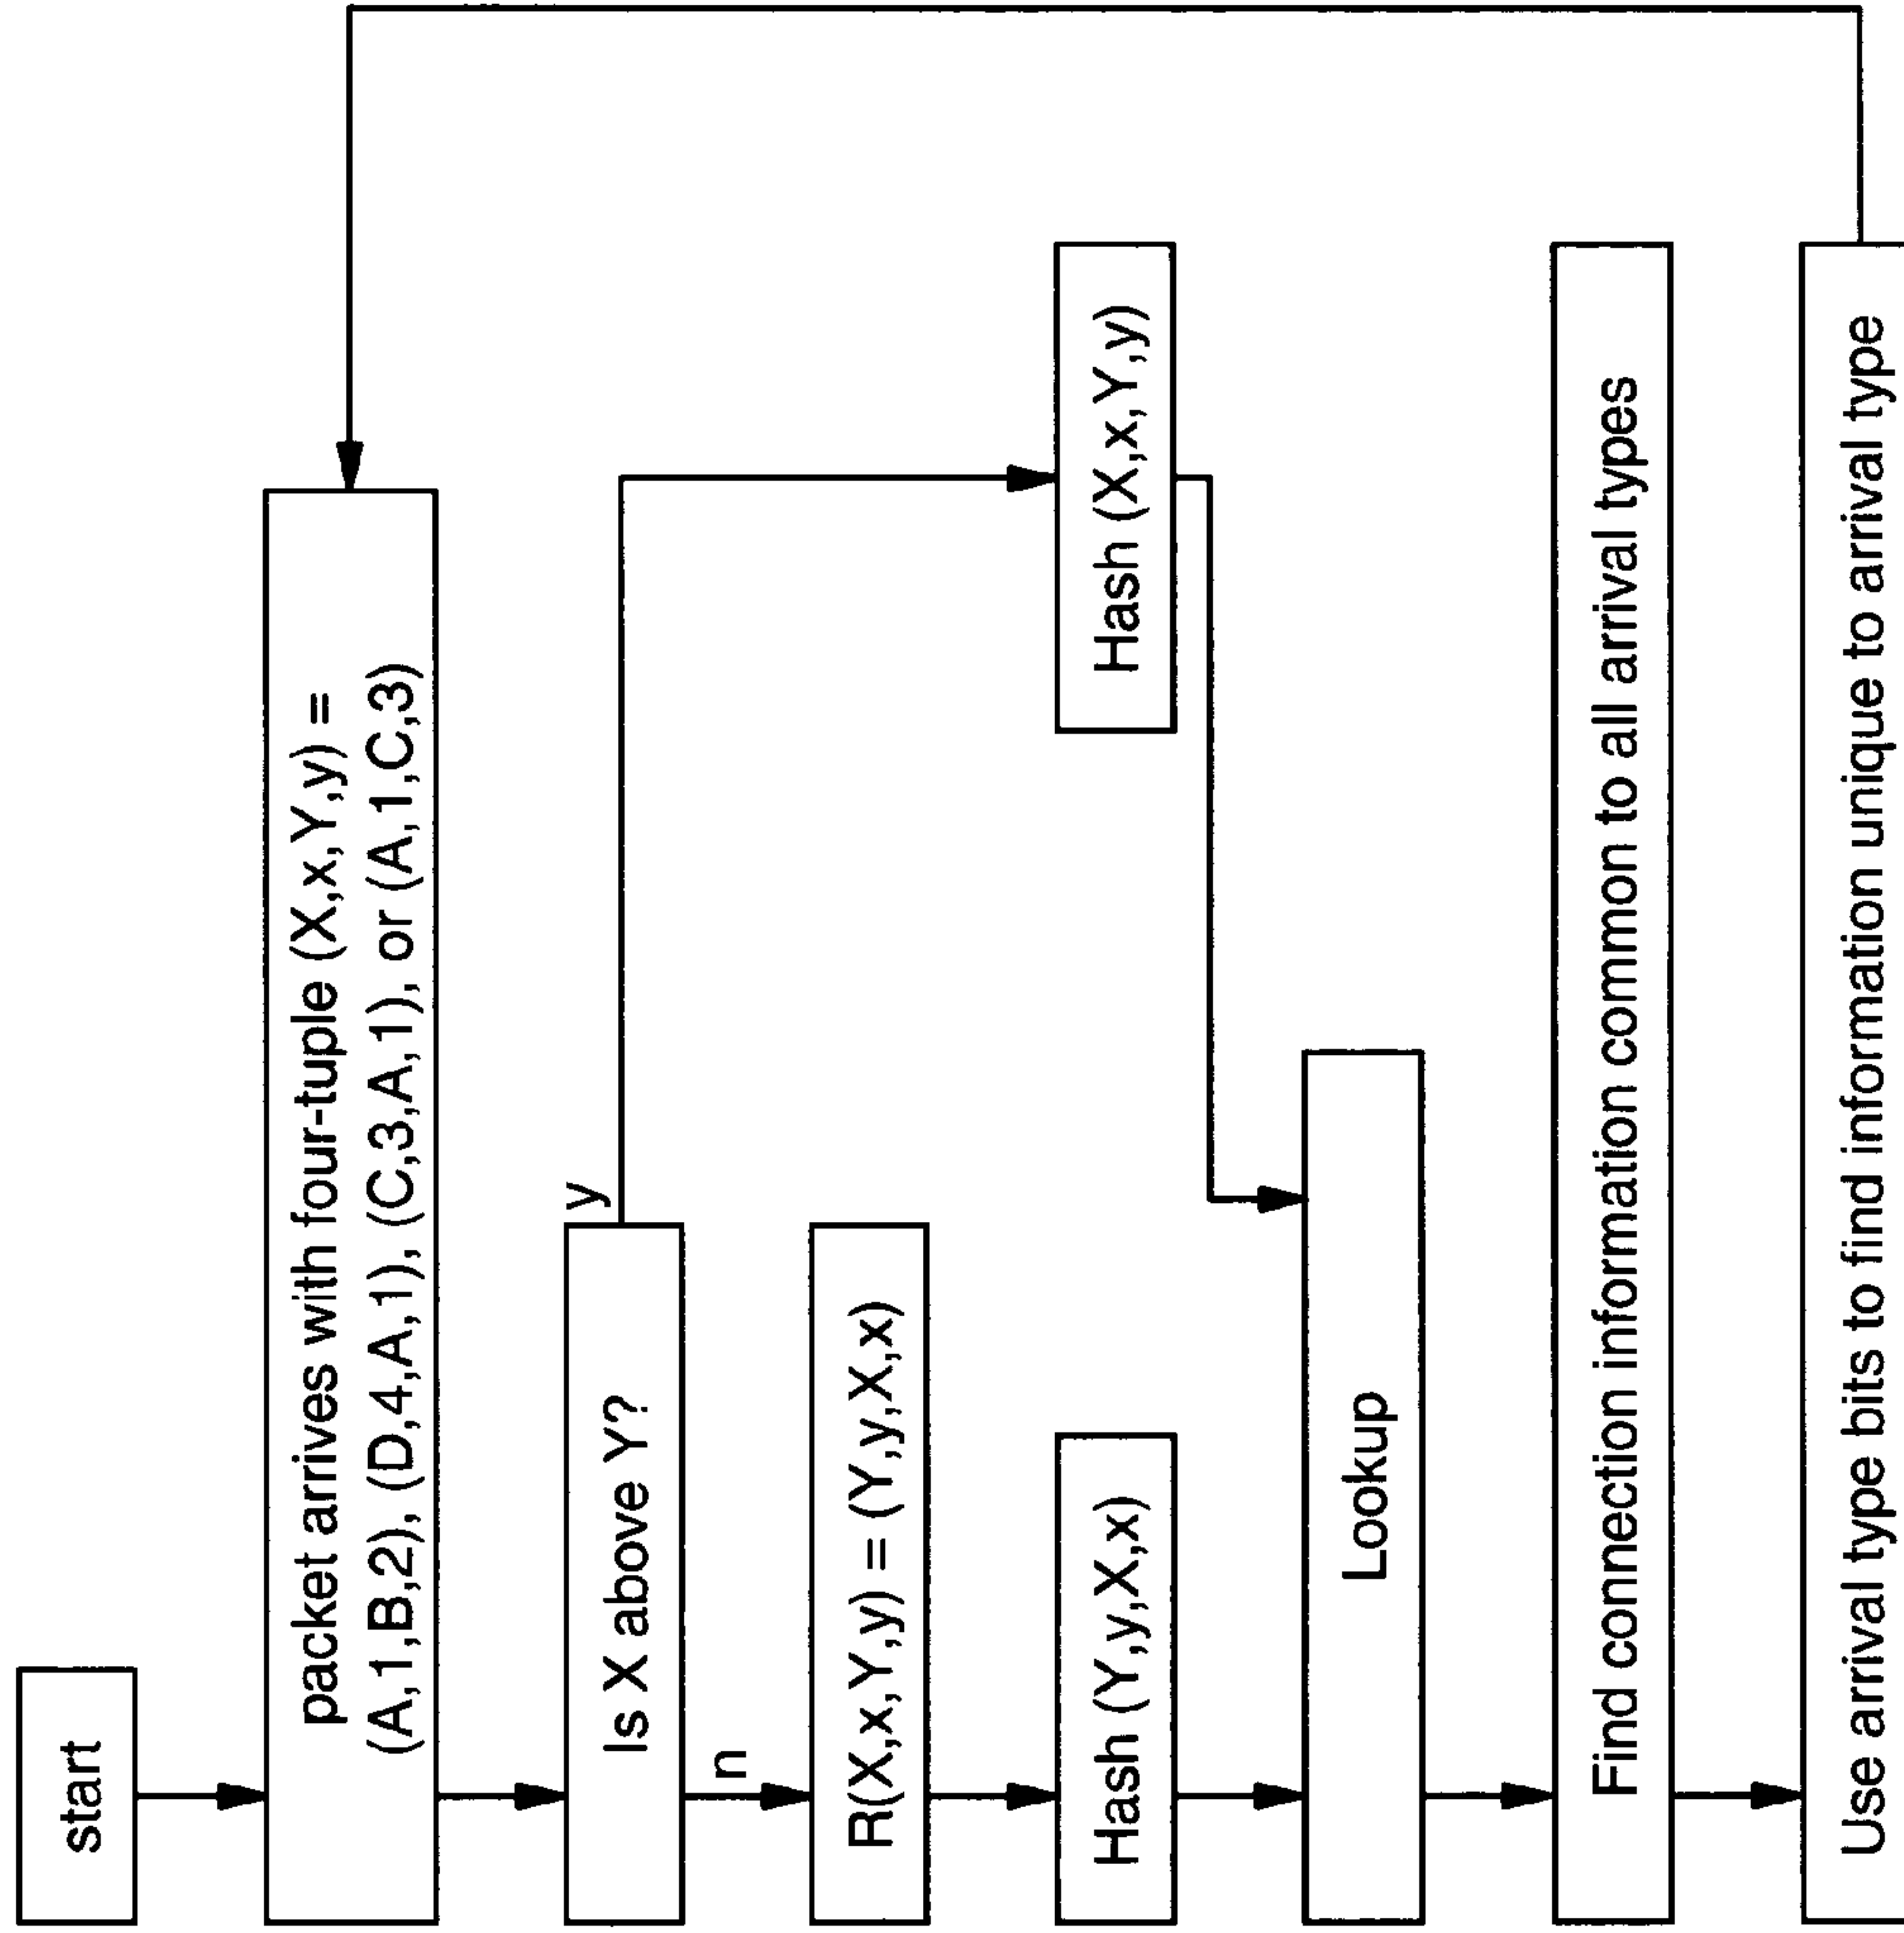 start
packet arrives with four-tuple (X,x,Y,y) =
(A,1,B,2), (D,4,A,1), (C,3,A,1), or (A,1,C,3)
Is X above Y?
y
n
R(X,x,Y,y) = (Y,y,X,x)
Hash (Y,y,X,x)
Hash (X,x,Y,y)
Lookup
Find connection information common to all arrival types
Use arrival type bits to find information unique to arrival type